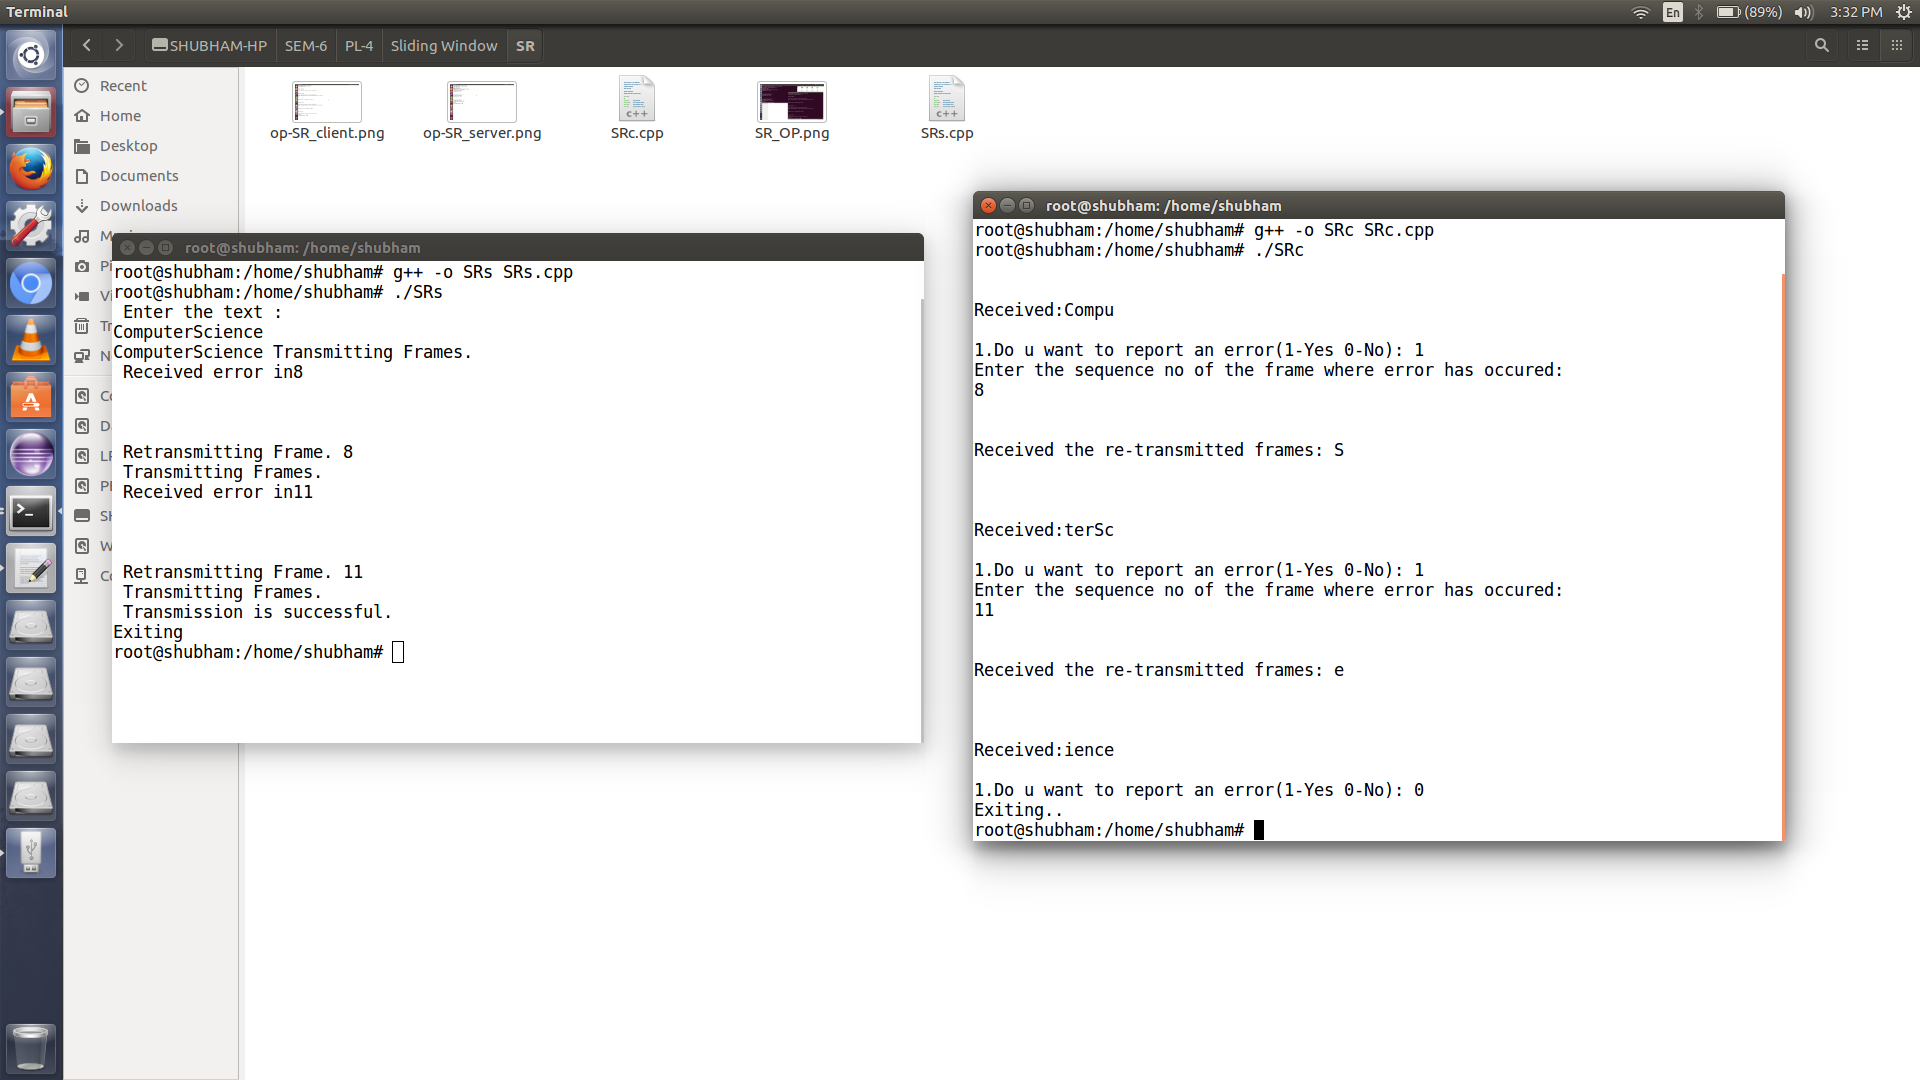 Terminal
En
(89%)
3:32 PM
SHUBHAM-HP
SEM-6
PL-4
Sliding Window
SR
Recent
Home
Desktop
Documents
Downloads
op-SR_client.png
op-SR_server.png
SRc.cpp
SR_OP.png
SRs.cpp
c++
c++
root@shubham: /home/shubham
root@shubham:/home/shubham# g++ -o SRs SRs.cpp
root@shubham:/home/shubham# ./SRs
Enter the text :
ComputerScience
ComputerScience Transmitting Frames.
Received error in8
Retransmitting Frame. 8
Transmitting Frames.
Received error in11
Retransmitting Frame. 11
Transmitting Frames.
Transmission is successful.
Exiting
root@shubham:/home/shubham#
root@shubham: /home/shubham
root@shubham:/home/shubham# g++ -o SRc SRc.cpp
root@shubham:/home/shubham# ./SRc
Received:Compu
1.Do u want to report an error(1-Yes 0-No): 1
Enter the sequence no of the frame where error has occured:
8
Received the re-transmitted frames: S
Received:terSc
1.Do u want to report an error(1-Yes 0-No): 1
Enter the sequence no of the frame where error has occured:
11
Received the re-transmitted frames: e
Received:ience
1.Do u want to report an error(1-Yes 0-No): 0
Exiting..
root@shubham:/home/shubham#